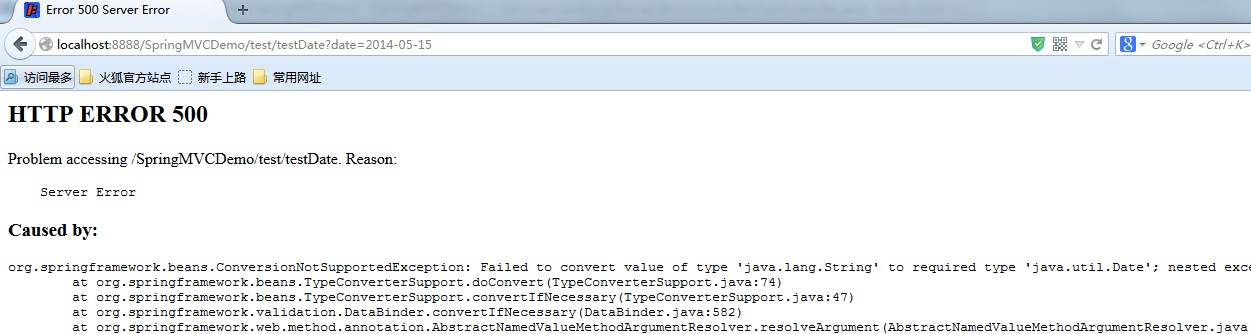 Error 500 Server Error
localhost:8888/SpringMVCDemo/test/testDate?date=2014-05-15
Google <Ctrl+K>
访问最多 火狐官方站点 新手上路 常用网址
HTTP ERROR 500
Problem accessing /SpringMVCDemo/test/testDate. Reason:
Server Error
Caused by:
org.springframework.beans.ConversionNotSupportedException: Failed to convert value of type 'java.lang.String' to required type 'java.util.Date'; nested exce
at org.springframework.beans.TypeConverterSupport.doConvert(TypeConverterSupport.java:74)
at org.springframework.beans.TypeConverterSupport.convertIfNecessary(TypeConverterSupport.java:47)
at org.springframework.validation.DataBinder.convertIfNecessary(DataBinder.java:582)
at org.springframework.web.method.annotation.AbstractNamedValueMethodArgumentResolver.resolveArgument(AbstractNamedValueMethodArgumentResolver.java